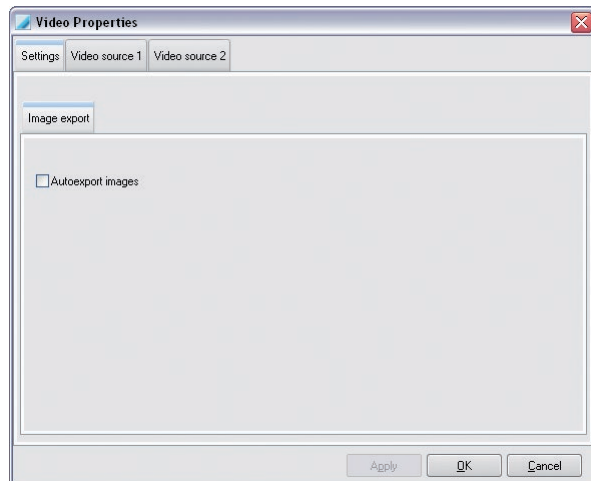 Video Properties
Settings Video source 1 Video source 2
Image export
Autoexport images
Apply OK Cancel